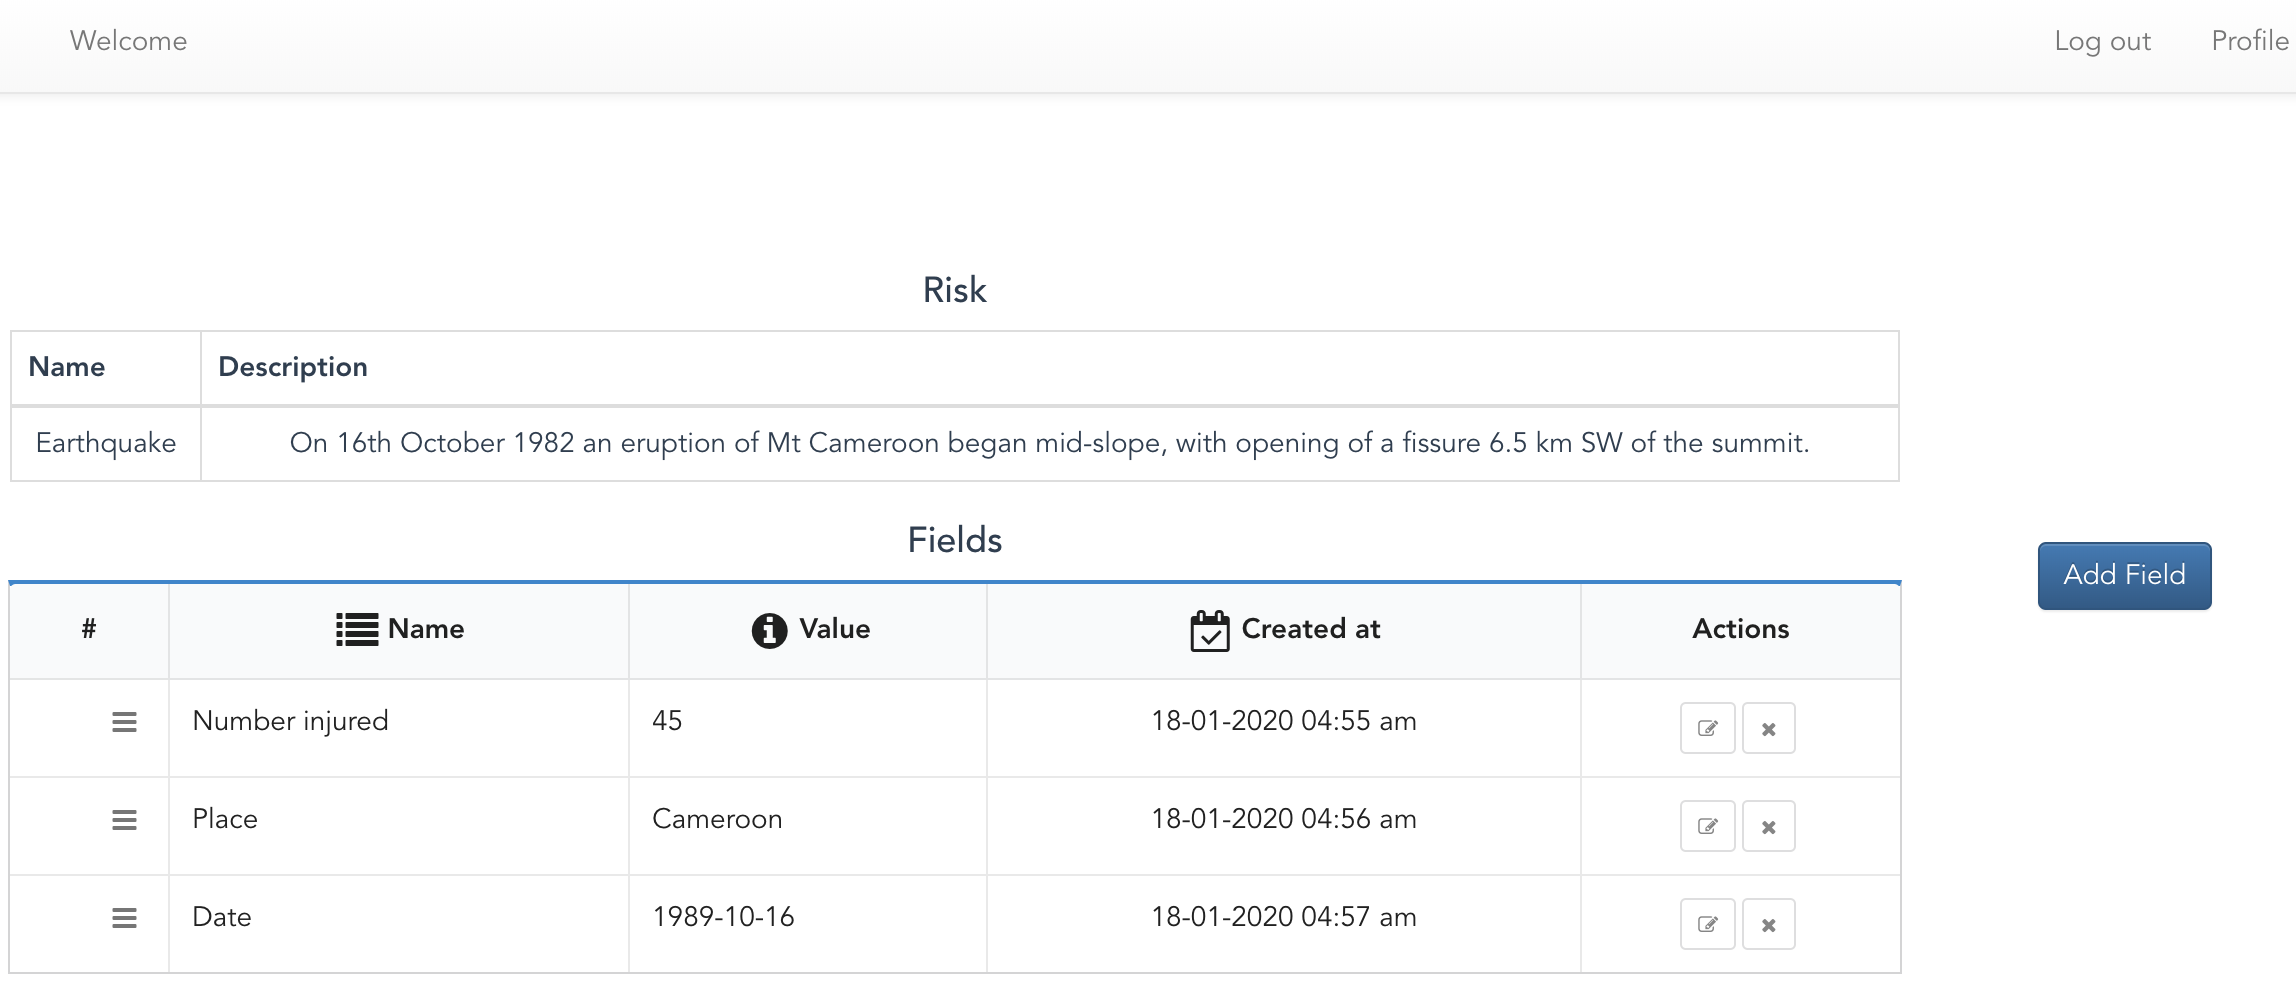 Welcome Log out Profile
Risk
Name Description
Earthquake On 16th October 1982 an eruption of Mt Cameroon began mid-slope, with opening of a fissure 6.5 km SW of the summit.
Fields
Add Field
# Name Value Created at Actions
Number injured 45 18-01-2020 04:55 am
Place Cameroon 18-01-2020 04:56 am
Date 1989-10-16 18-01-2020 04:57 am